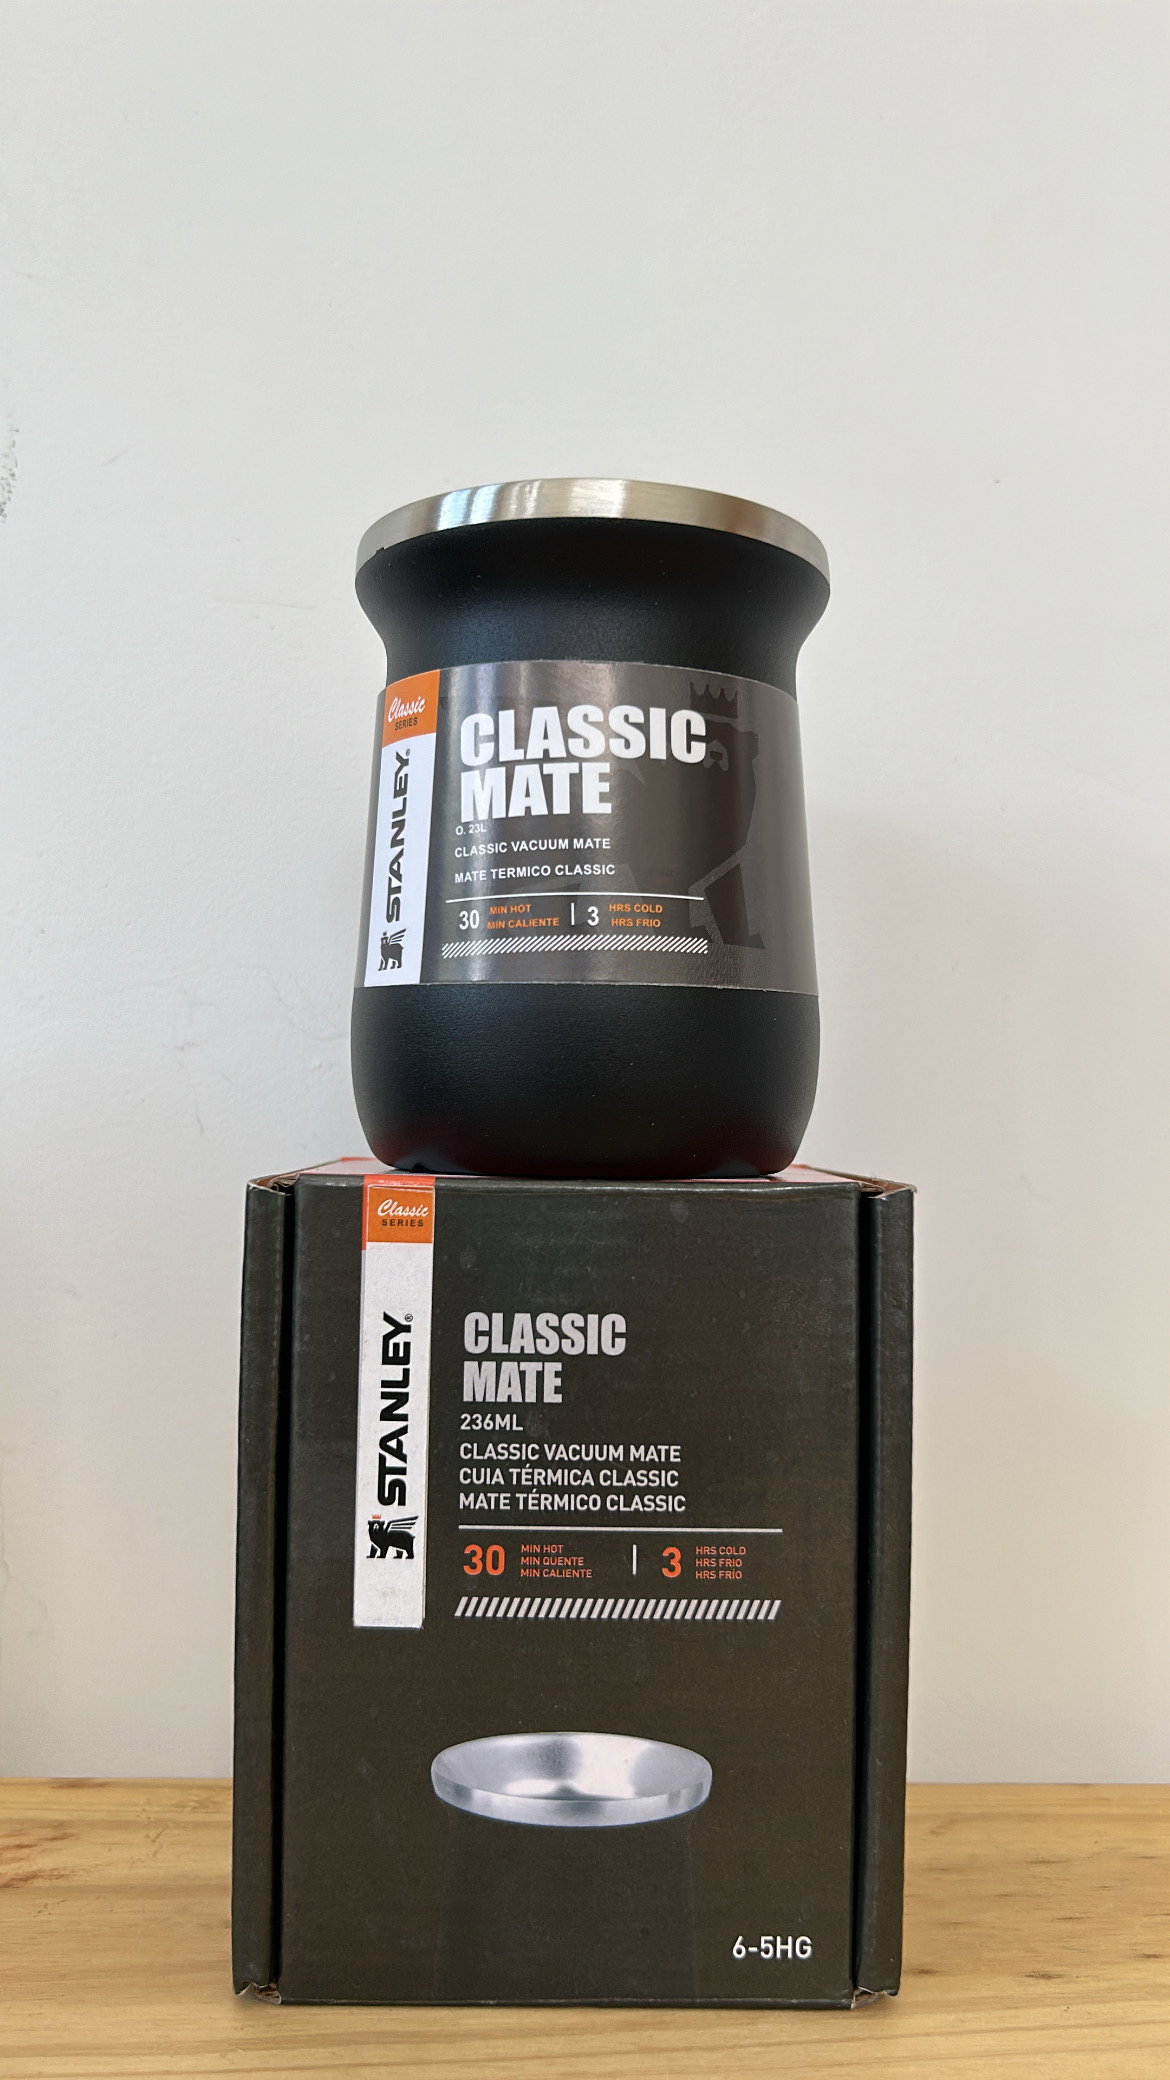 Classic
SERIES
STANLEY®
CLASSIC
MATE
O. 23L
CLASSIC VACUUM MATE
MATE TERMICO CLASSIC
30 MIN HOT
MIN CALIENTE
3 HRS COLD
HRS FRIO
Classic
SERIES
STANLEY®
CLASSIC
MATE
236ML
CLASSIC VACUUM MATE
CUIA TÉRMICA CLASSIC
MATE TÉRMICO CLASSIC
30 MIN HOT
MIN QUENTE
MIN CALIENTE
3 HRS COLD
HRS FRIO
HRS FRÍO
6-5HG